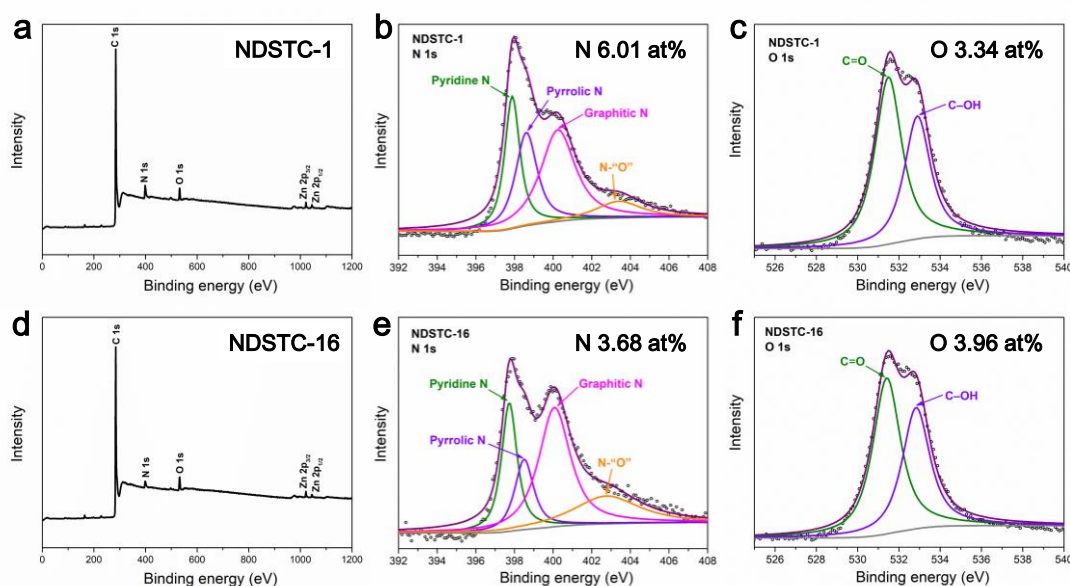 a
NDSTC-1
C 1s
N 1s
O 1s
Zn 2p3/2
Zn 2p1/2
Intensity
0 200 400 600 800 1000 1200
Binding energy (eV)
b
NDSTC-1
N 1s
N 6.01 at%
Pyridine N
Pyrrolic N
Graphitic N
N-“O”
Intensity
392 394 396 398 400 402 404 406 408
Binding energy (eV)
c
NDSTC-1
O 1s
O 3.34 at%
C=O
C–OH
Intensity
526 528 530 532 534 536 538 540
Binding energy (eV)
d
NDSTC-16
C 1s
N 1s
O 1s
Zn 2p3/2
Zn 2p1/2
Intensity
0 200 400 600 800 1000 1200
Binding energy (eV)
e
NDSTC-16
N 1s
N 3.68 at%
Pyridine N
Graphitic N
Pyrrolic N
N-“O”
Intensity
392 394 396 398 400 402 404 406 408
Binding energy (eV)
f
NDSTC-16
O 1s
O 3.96 at%
C=O
C–OH
Intensity
526 528 530 532 534 536 538 540
Binding energy (eV)